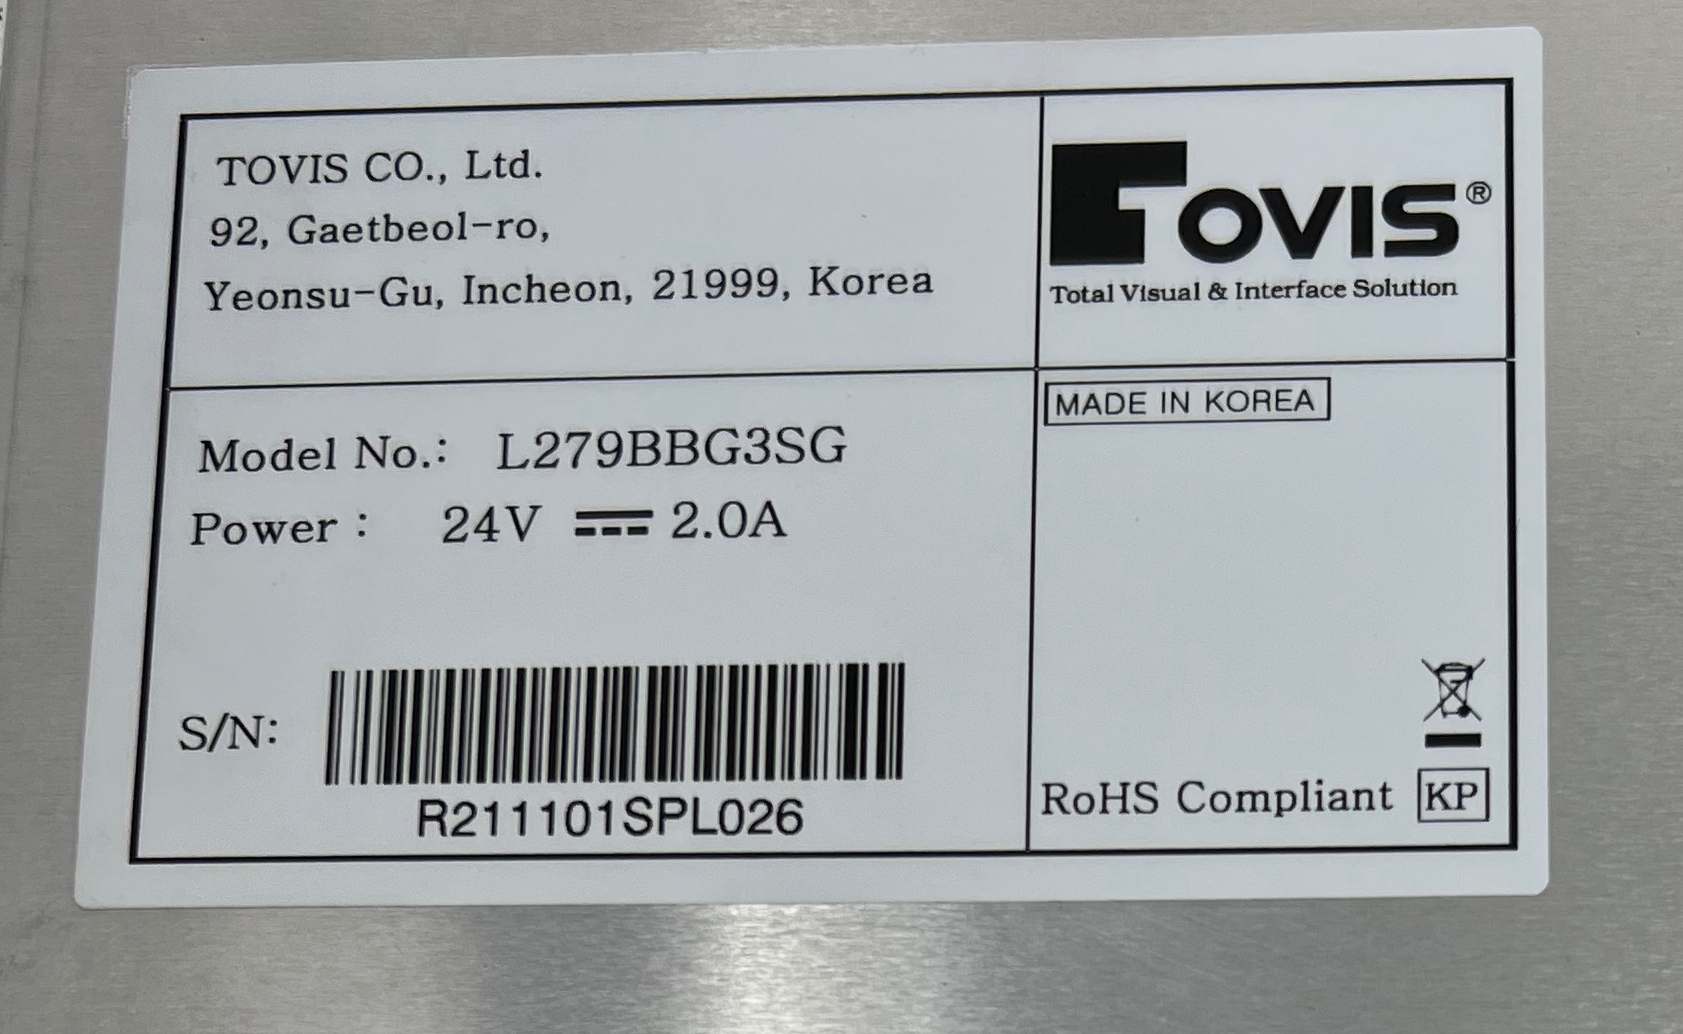 TOVIS CO., Ltd.
92, Gaetbeol-ro,
Yeonsu-Gu, Incheon, 21999, Korea
TOVIS®
Total Visual & Interface Solution
MADE IN KOREA
Model No.: L279BBG3SG
Power : 24V ⎓ 2.0A
S/N:
R211101SPL026
RoHS Compliant KP